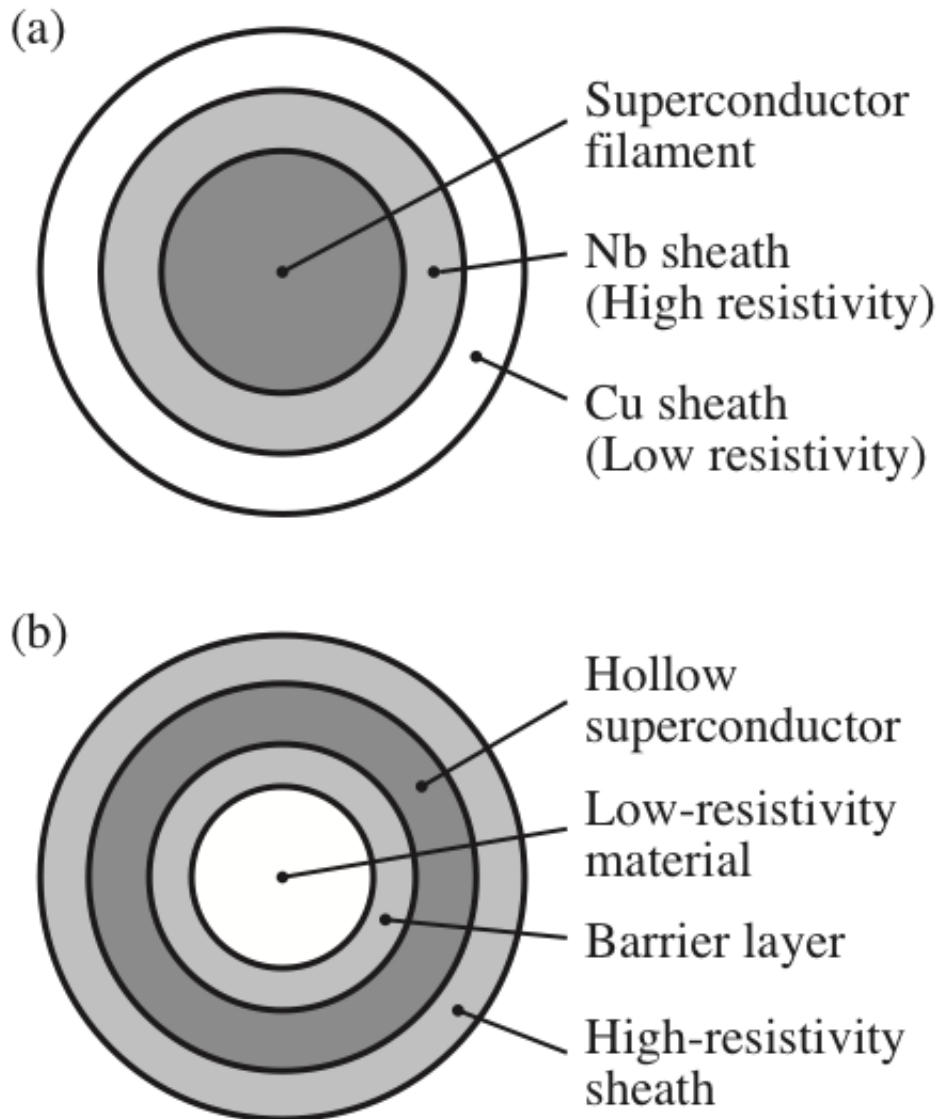 (a)
Superconductor
filament
Nb sheath
(High resistivity)
Cu sheath
(Low resistivity)
(b)
Hollow
superconductor
Low-resistivity
material
Barrier layer
High-resistivity
sheath